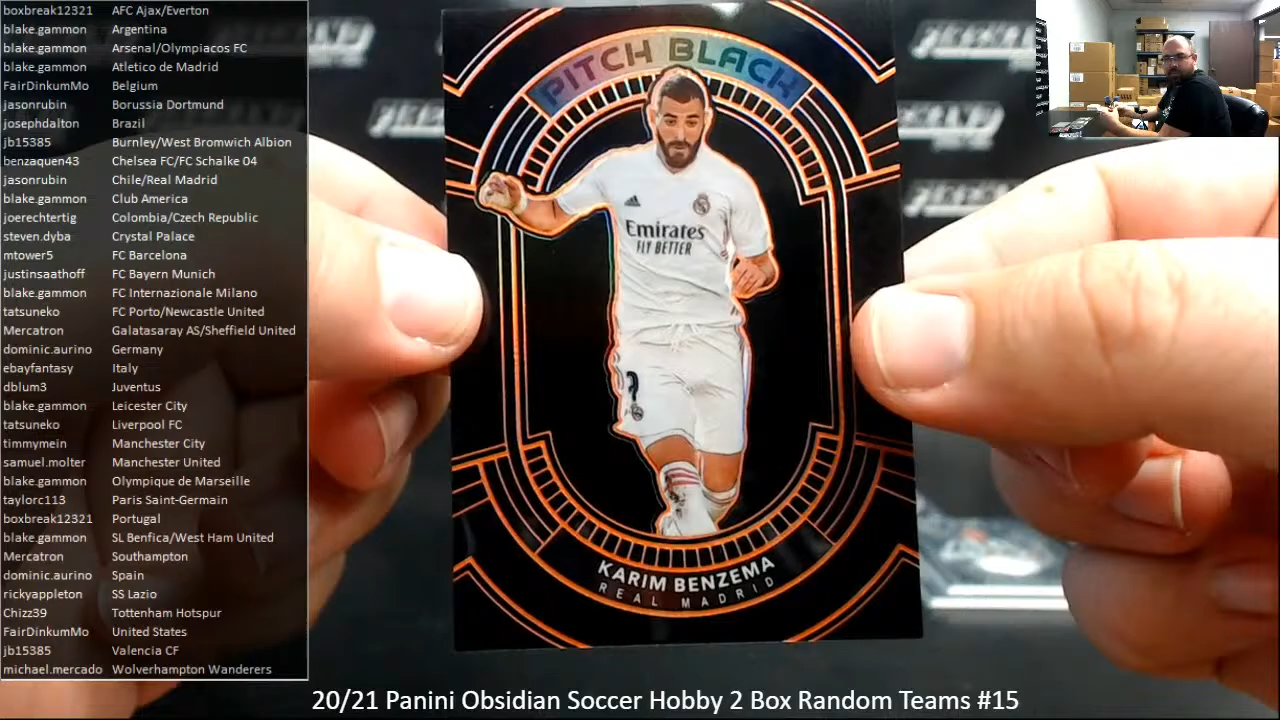 boxbreak12321 AFC Ajax/Everton
blake.gammon Argentina
blake.gammon Arsenal/Olympiacos FC
blake.gammon Atletico de Madrid
FairDinkumMo Belgium
jasonrubin Borussia Dortmund
josephdalton Brazil
jb15385 Burnley/West Bromwich Albion
benzaquen43 Chelsea FC/FC Schalke 04
jasonrubin Chile/Real Madrid
blake.gammon Club America
joerechtertig Colombia/Czech Republic
steven.dyba Crystal Palace
mtower5 FC Barcelona
justinsaathoff FC Bayern Munich
blake.gammon FC Internazionale Milano
tatsuneko FC Porto/Newcastle United
Mercatron Galatasaray AS/Sheffield United
dominic.aurino Germany
ebayfantasy Italy
dblum3 Juventus
blake.gammon Leicester City
tatsuneko Liverpool FC
timmymein Manchester City
samuel.molter Manchester United
blake.gammon Olympique de Marseille
taylorc113 Paris Saint-Germain
boxbreak12321 Portugal
blake.gammon SL Benfica/West Ham United
Mercatron Southampton
dominic.aurino Spain
rickyappleton SS Lazio
Chizz39 Tottenham Hotspur
FairDinkumMo United States
jb15385 Valencia CF
michael.mercado Wolverhampton Wanderers
PITCH BLACK
Emirates
FLY BETTER
KARIM BENZEMA
REAL MADRID
20/21 Panini Obsidian Soccer Hobby 2 Box Random Teams #15